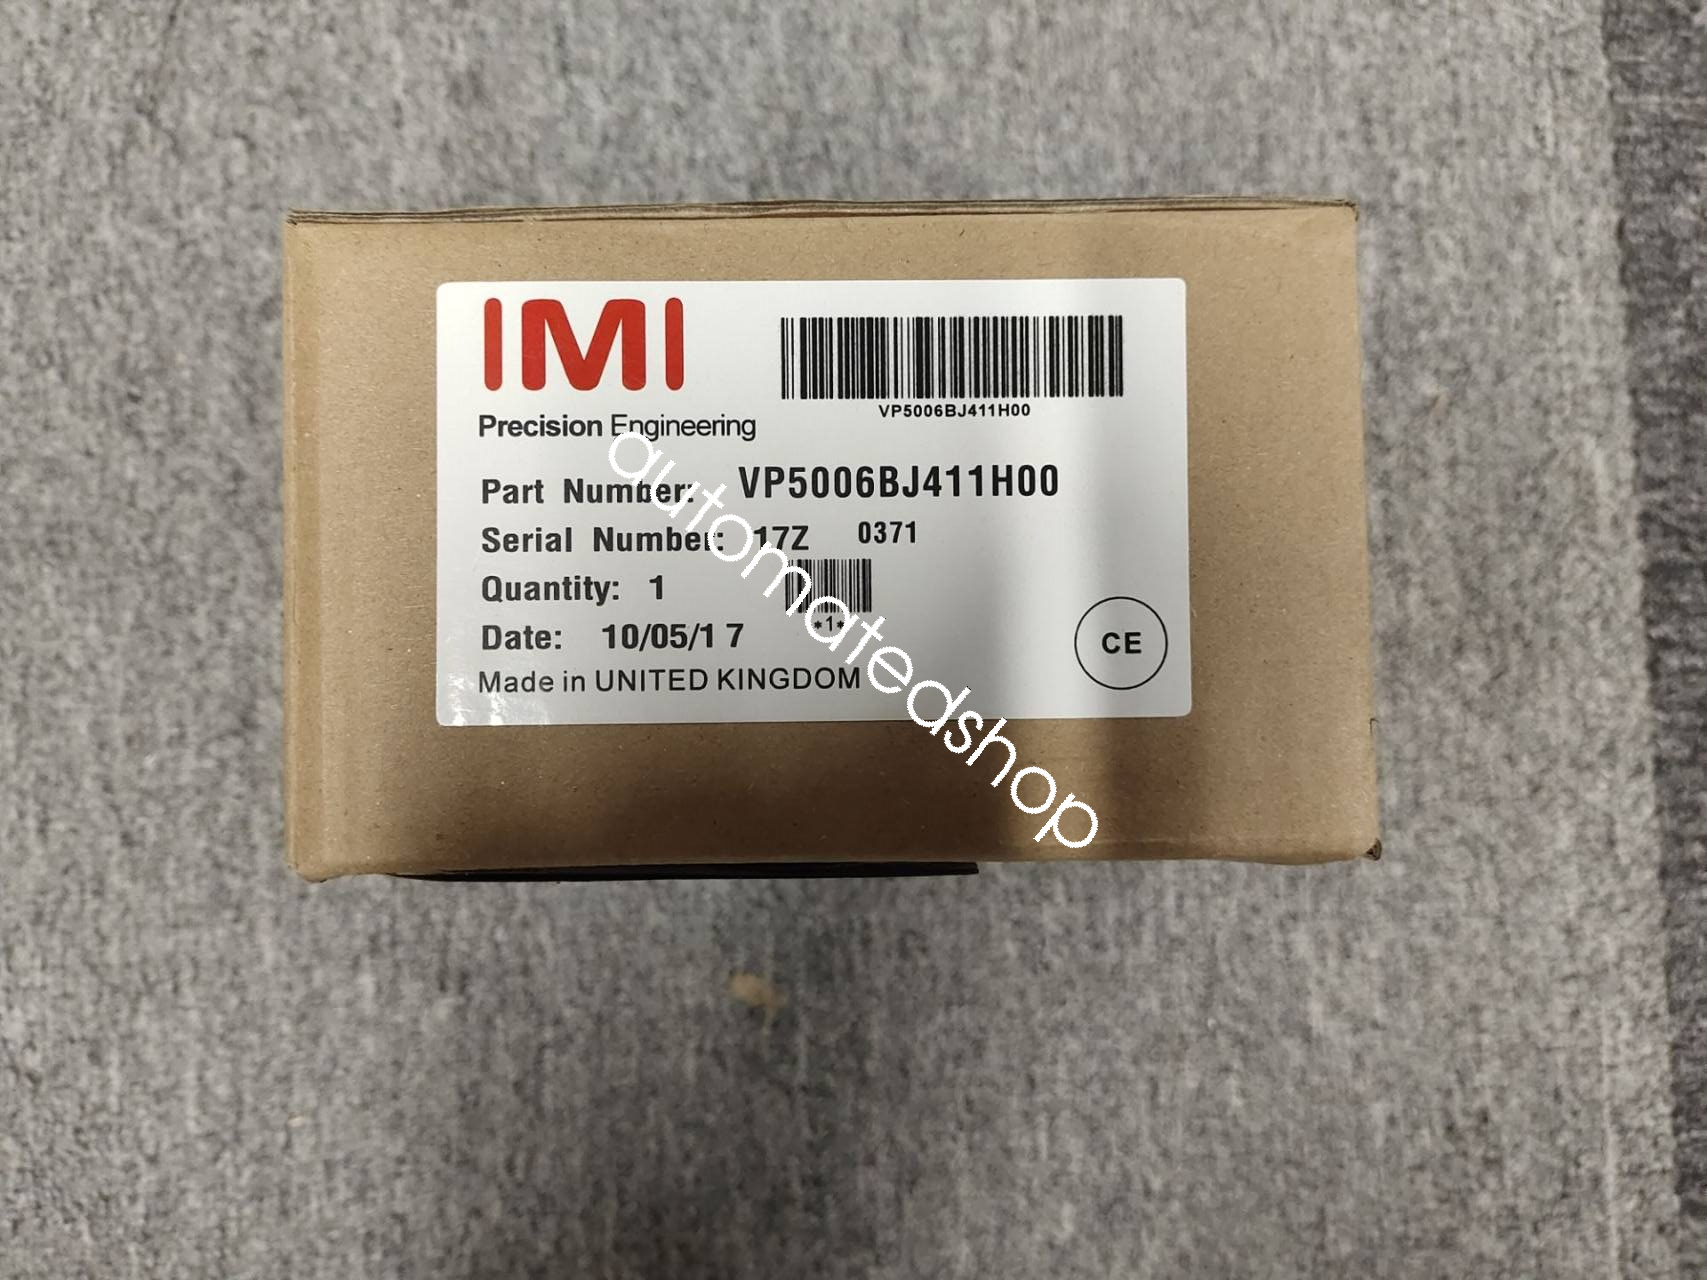 IMI
Precision Engineering
VP5006BJ411H00
Part Number: VP5006BJ411H00
Serial Number: 17Z 0371
Quantity: 1
*1*
Date: 10/05/1 7
Made in UNITED KINGDOM
CE
automatedshop